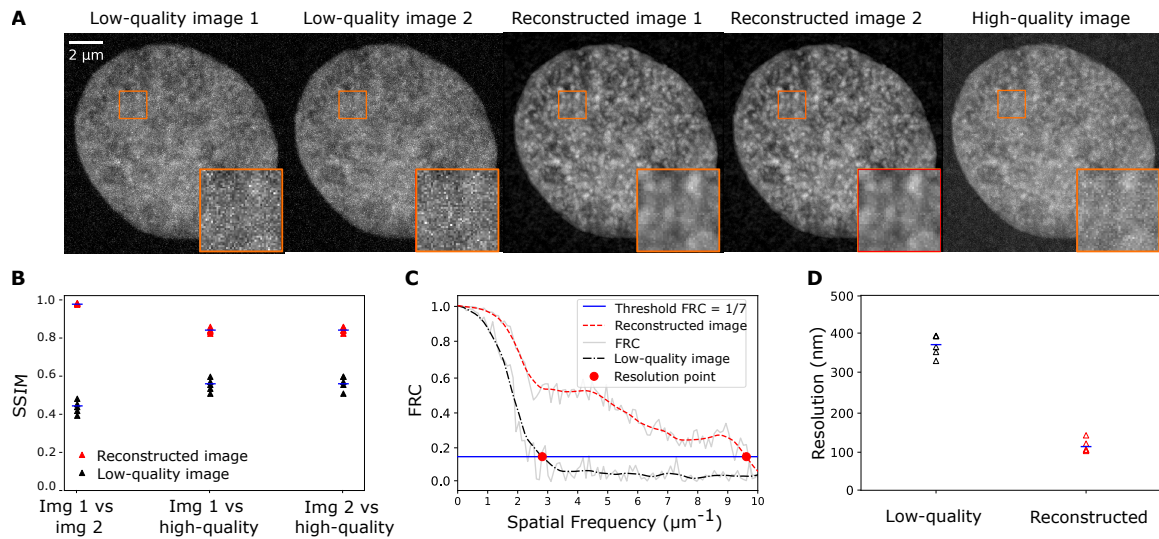 A
Low-quality image 1
Low-quality image 2
Reconstructed image 1
Reconstructed image 2
High-quality image
2 µm
B
1.0
0.8
0.6
0.4
0.2
0.0
SSIM
Reconstructed image
Low-quality image
Img 1 vs
img 2
Img 1 vs
high-quality
Img 2 vs
high-quality
C
1.0
0.8
0.6
0.4
0.2
0.0
FRC
Threshold FRC = 1/7
Reconstructed image
FRC
Low-quality image
Resolution point
0 1 2 3 4 5 6 7 8 9 10
Spatial Frequency (µm⁻¹)
D
500
400
300
200
100
0
Resolution (nm)
Low-quality
Reconstructed